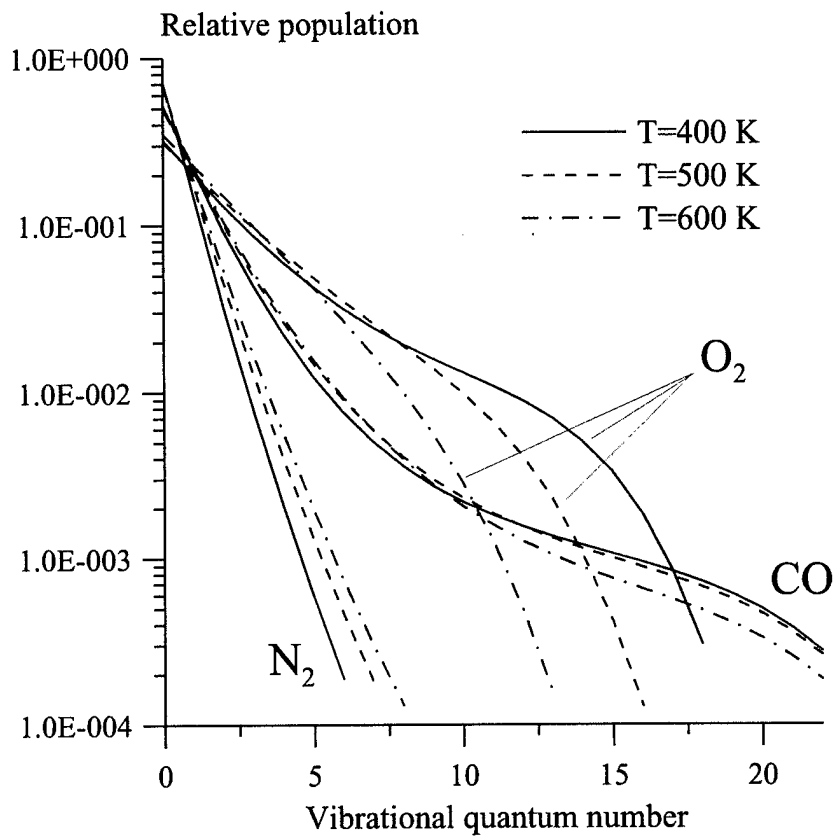 Relative population
1.0E+000
1.0E-001
1.0E-002
1.0E-003
1.0E-004
T=400 K
T=500 K
T=600 K
O₂
CO
N₂
0 5 10 15 20
Vibrational quantum number